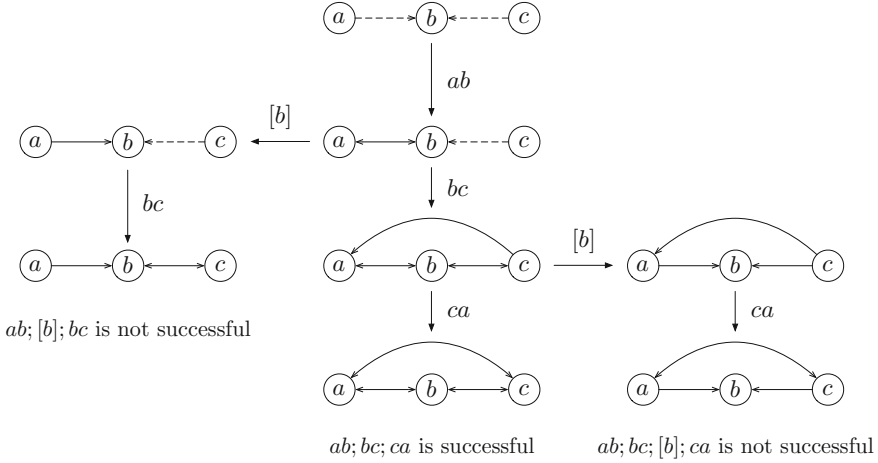 a b c
ab
a b c [b] a b c
bc bc
a b c a b c [b] a b c
ab; [b]; bc is not successful
ca ca
a b c a b c
ab; bc; ca is successful ab; bc; [b]; ca is not successful